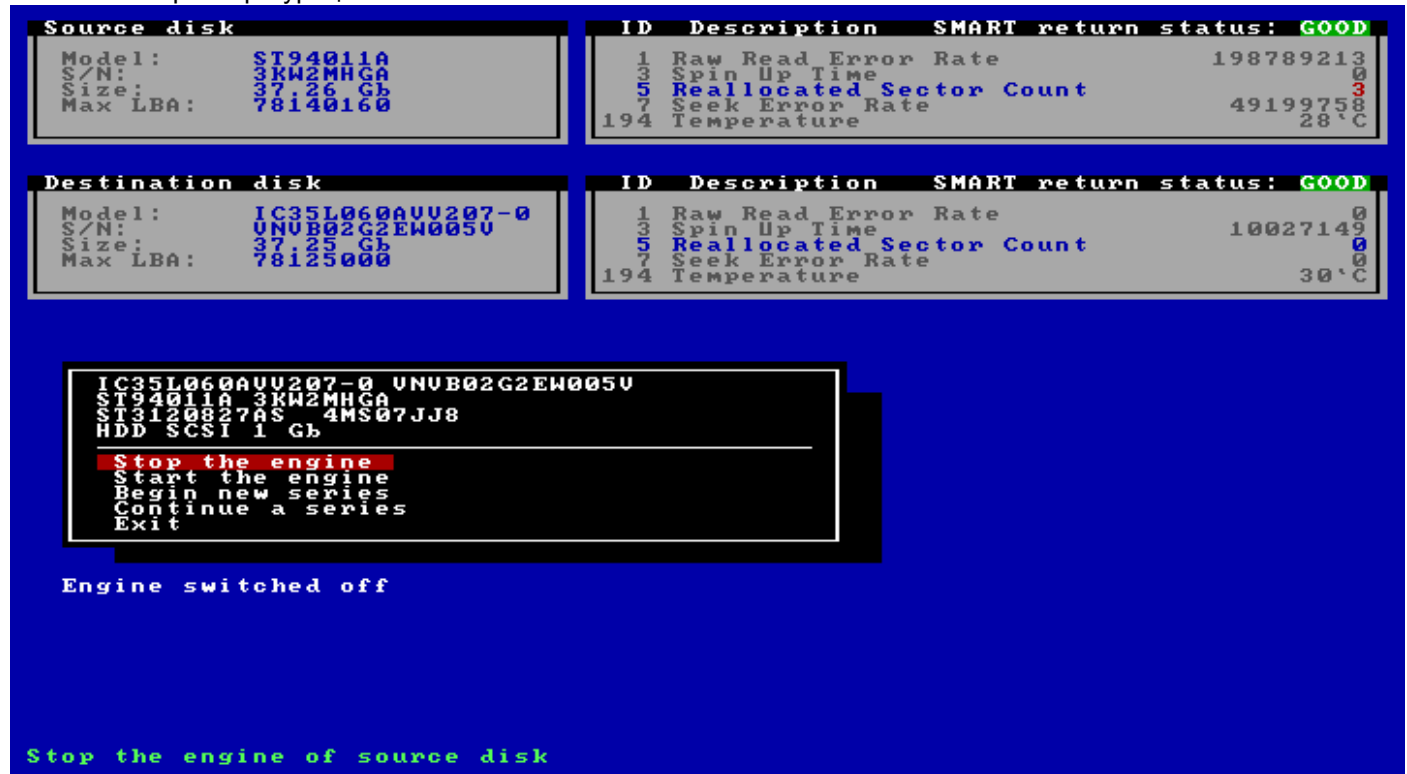 Source disk
Model: ST94011A
S/N: 3KW2MHGA
Size: 37.26 Gb
Max LBA: 78140160
ID Description SMART return status: GOOD
1 Raw Read Error Rate 198789213
3 Spin Up Time 0
5 Reallocated Sector Count 3
7 Seek Error Rate 49199758
194 Temperature 28'C
Destination disk
Model: IC35L060AVV207-0
S/N: VNVB02G2EW005V
Size: 37.25 Gb
Max LBA: 78125000
ID Description SMART return status: GOOD
1 Raw Read Error Rate 0
3 Spin Up Time 10027149
5 Reallocated Sector Count 0
7 Seek Error Rate 0
194 Temperature 30'C
IC35L060AVV207-0 VNVB02G2EW005V
ST94011A 3KW2MHGA
ST3120827AS 4MS07JJ8
HDD SCSI 1 Gb
Stop the engine
Start the engine
Begin new series
Continue a series
Exit
Engine switched off
Stop the engine of source disk